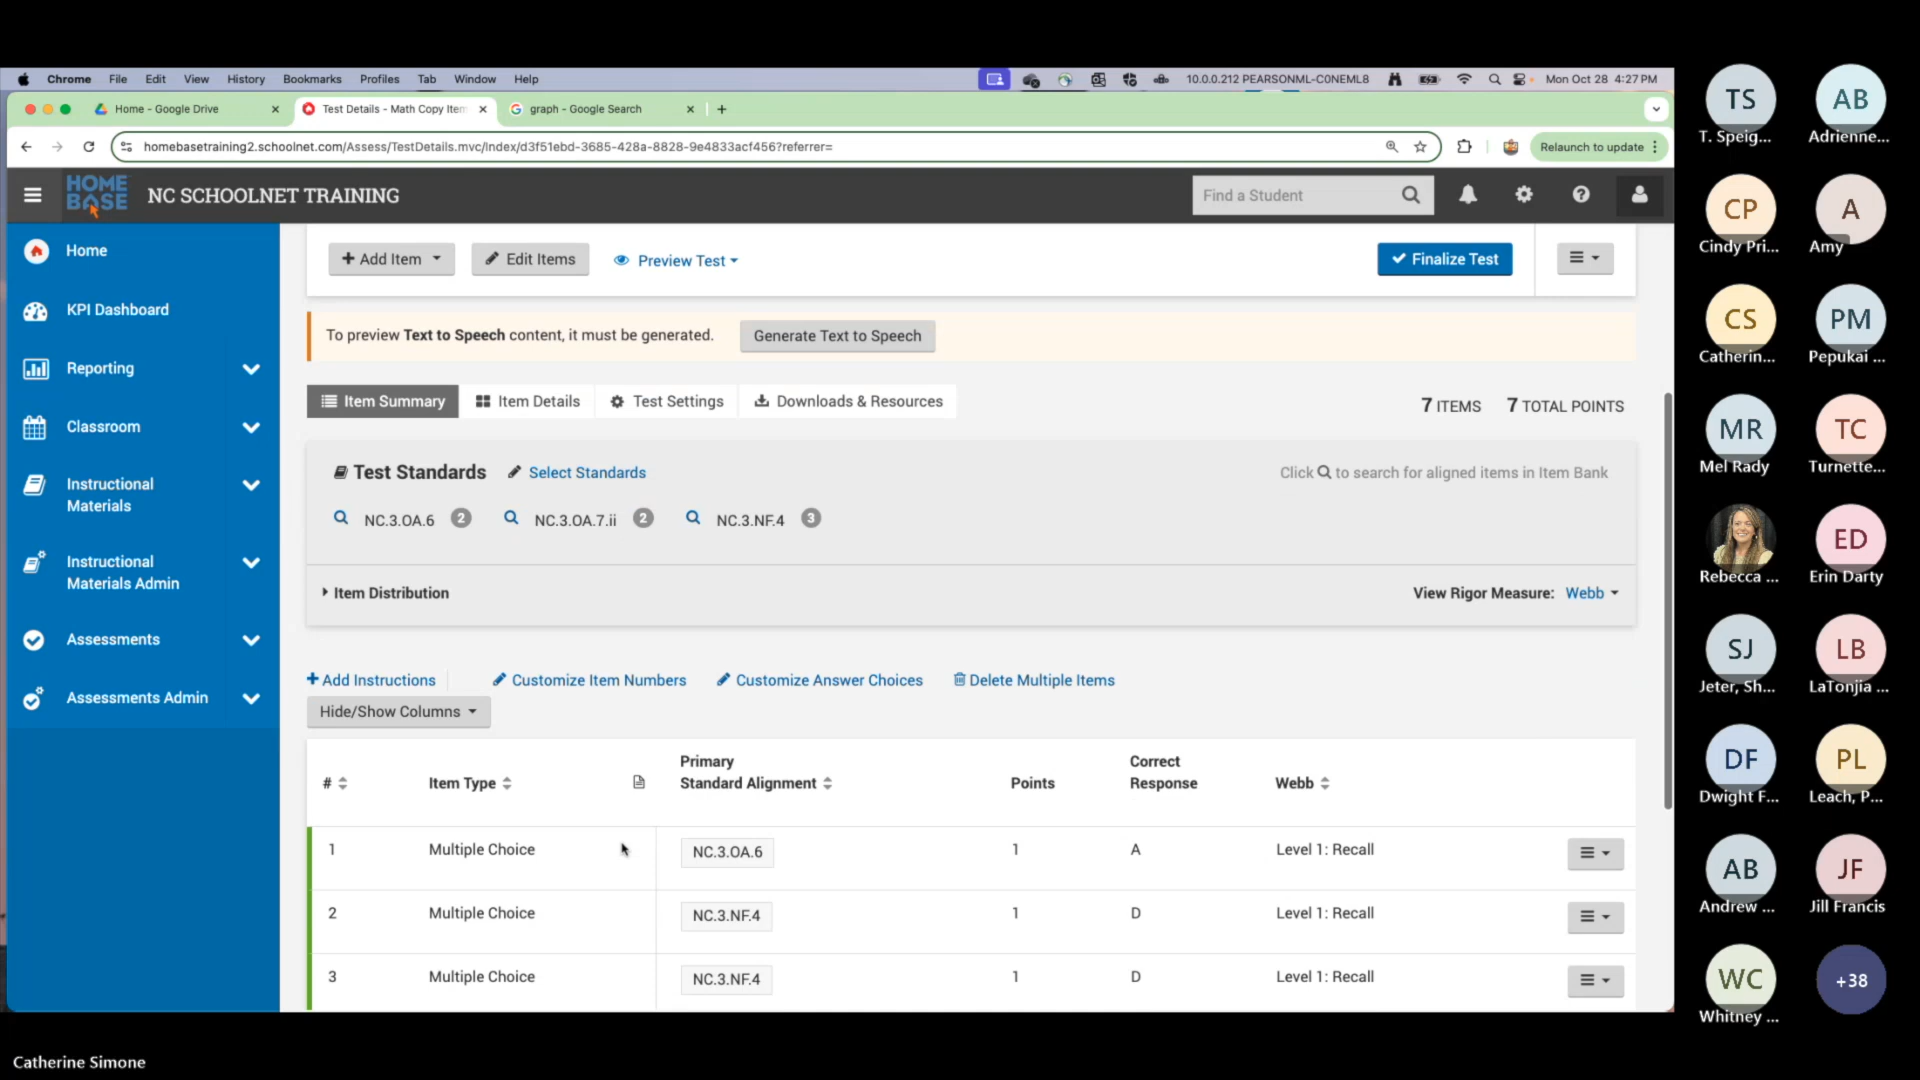 Chrome File Edit View History Bookmarks Profiles Tab Window Help 10.0.0.212 PEARSONML-C0NEML8 Mon Oct 28 4:27 PM
Home - Google Drive Test Details - Math Copy Item graph - Google Search
homebasetraining2.schoolnet.com/Assess/TestDetails.mvc/Index/d3f51ebd-3685-428a-8828-9e4833acf456?referrer= Relaunch to update
HOME BASE NC SCHOOLNET TRAINING Find a Student
Home
KPI Dashboard
Reporting
Classroom
Instructional
Materials
Instructional
Materials Admin
Assessments
Assessments Admin
+ Add Item Edit Items Preview Test Finalize Test
To preview Text to Speech content, it must be generated. Generate Text to Speech
Item Summary Item Details Test Settings Downloads & Resources 7 ITEMS 7 TOTAL POINTS
Test Standards Select Standards Click to search for aligned items in Item Bank
NC.3.OA.6 2 NC.3.OA.7.ii 2 NC.3.NF.4 3
Item Distribution View Rigor Measure: Webb
+ Add Instructions Customize Item Numbers Customize Answer Choices Delete Multiple Items
Hide/Show Columns
# Item Type Primary Standard Alignment Points Correct Response Webb
1 Multiple Choice NC.3.OA.6 1 A Level 1: Recall
2 Multiple Choice NC.3.NF.4 1 D Level 1: Recall
3 Multiple Choice NC.3.NF.4 1 D Level 1: Recall
TS AB
T. Speig... Adrienne...
CP A
Cindy Pri... Amy
CS PM
Catherin... Pepukai ...
MR TC
Mel Rady Turnette...
ED
Rebecca ... Erin Darty
SJ LB
Jeter, Sh... LaTonjia ...
DF PL
Dwight F... Leach, P...
AB JF
Andrew ... Jill Francis
WC +38
Whitney ...
Catherine Simone